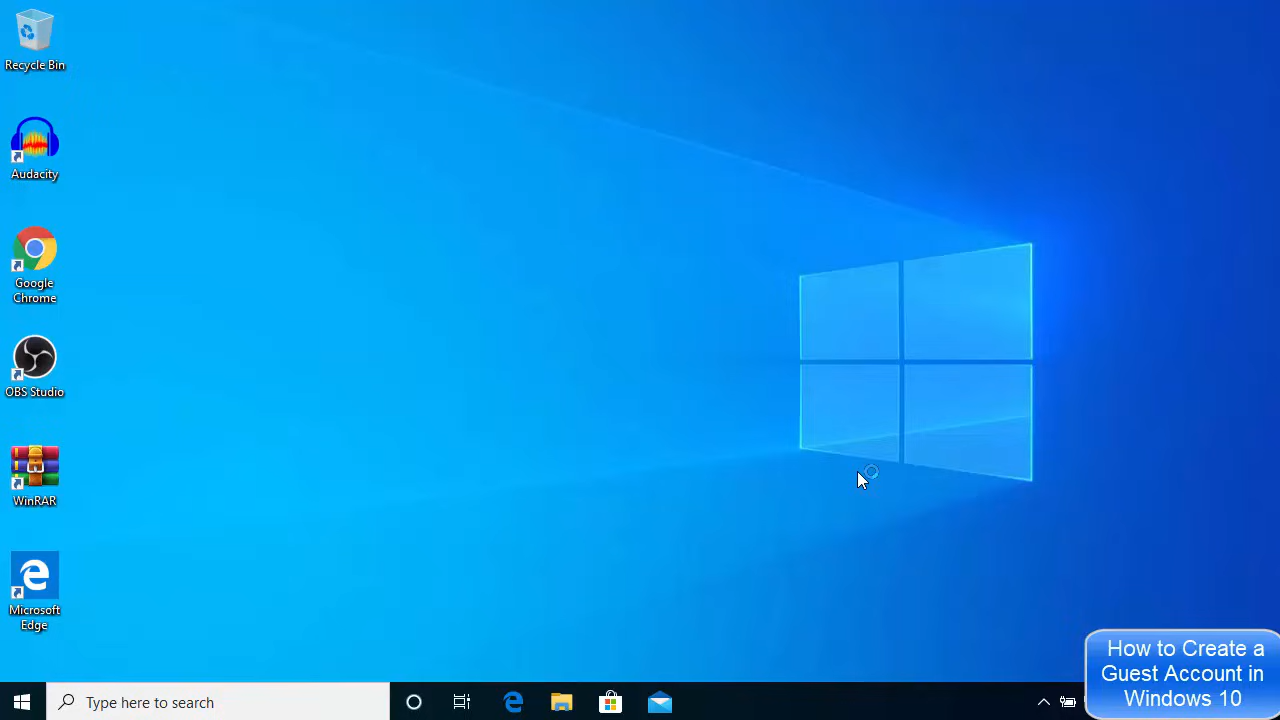 Recycle Bin
Audacity
Google
Chrome
OBS Studio
WinRAR
Microsoft
Edge
Type here to search
How to Create a
Guest Account in
Windows 10